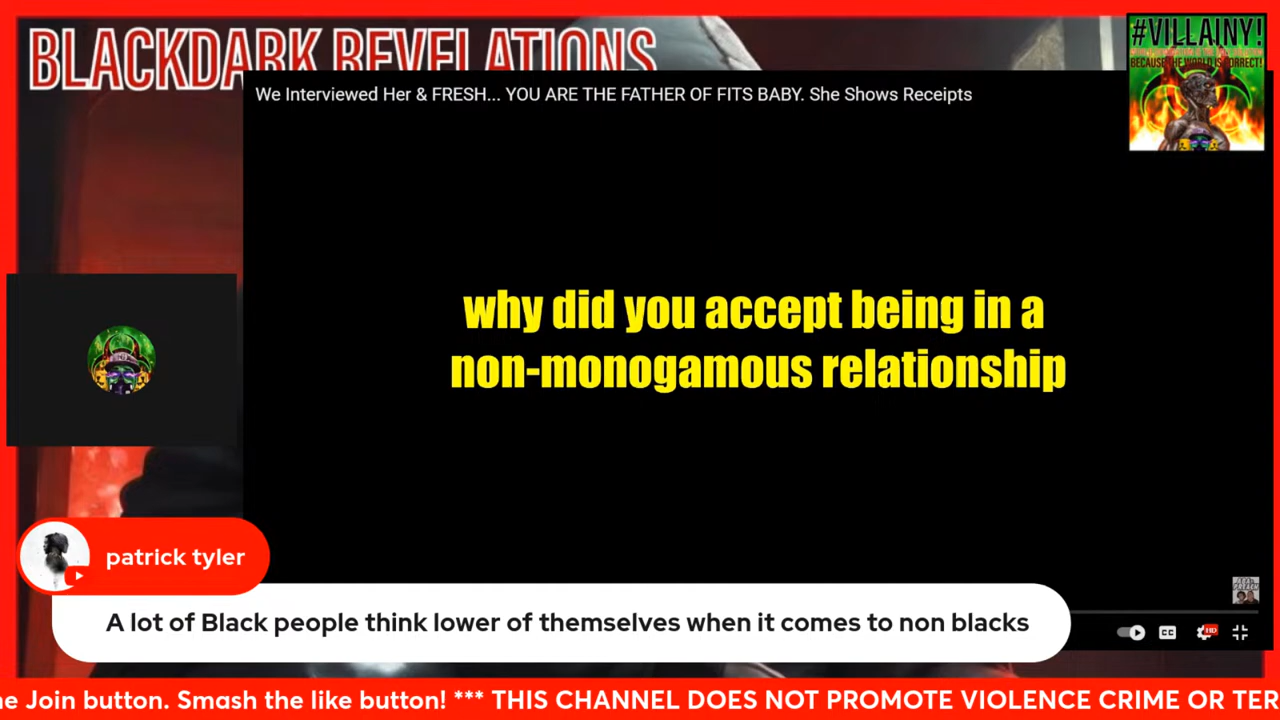 BLACKDARK REVELATIONS
#VILLAINY!
BECAUSE THE WORLD IS CORRECT!
We Interviewed Her & FRESH... YOU ARE THE FATHER OF FITS BABY. She Shows Receipts
why did you accept being in a
non-monogamous relationship
patrick tyler
A lot of Black people think lower of themselves when it comes to non blacks
CC
HD
he Join button. Smash the like button! *** THIS CHANNEL DOES NOT PROMOTE VIOLENCE CRIME OR TER